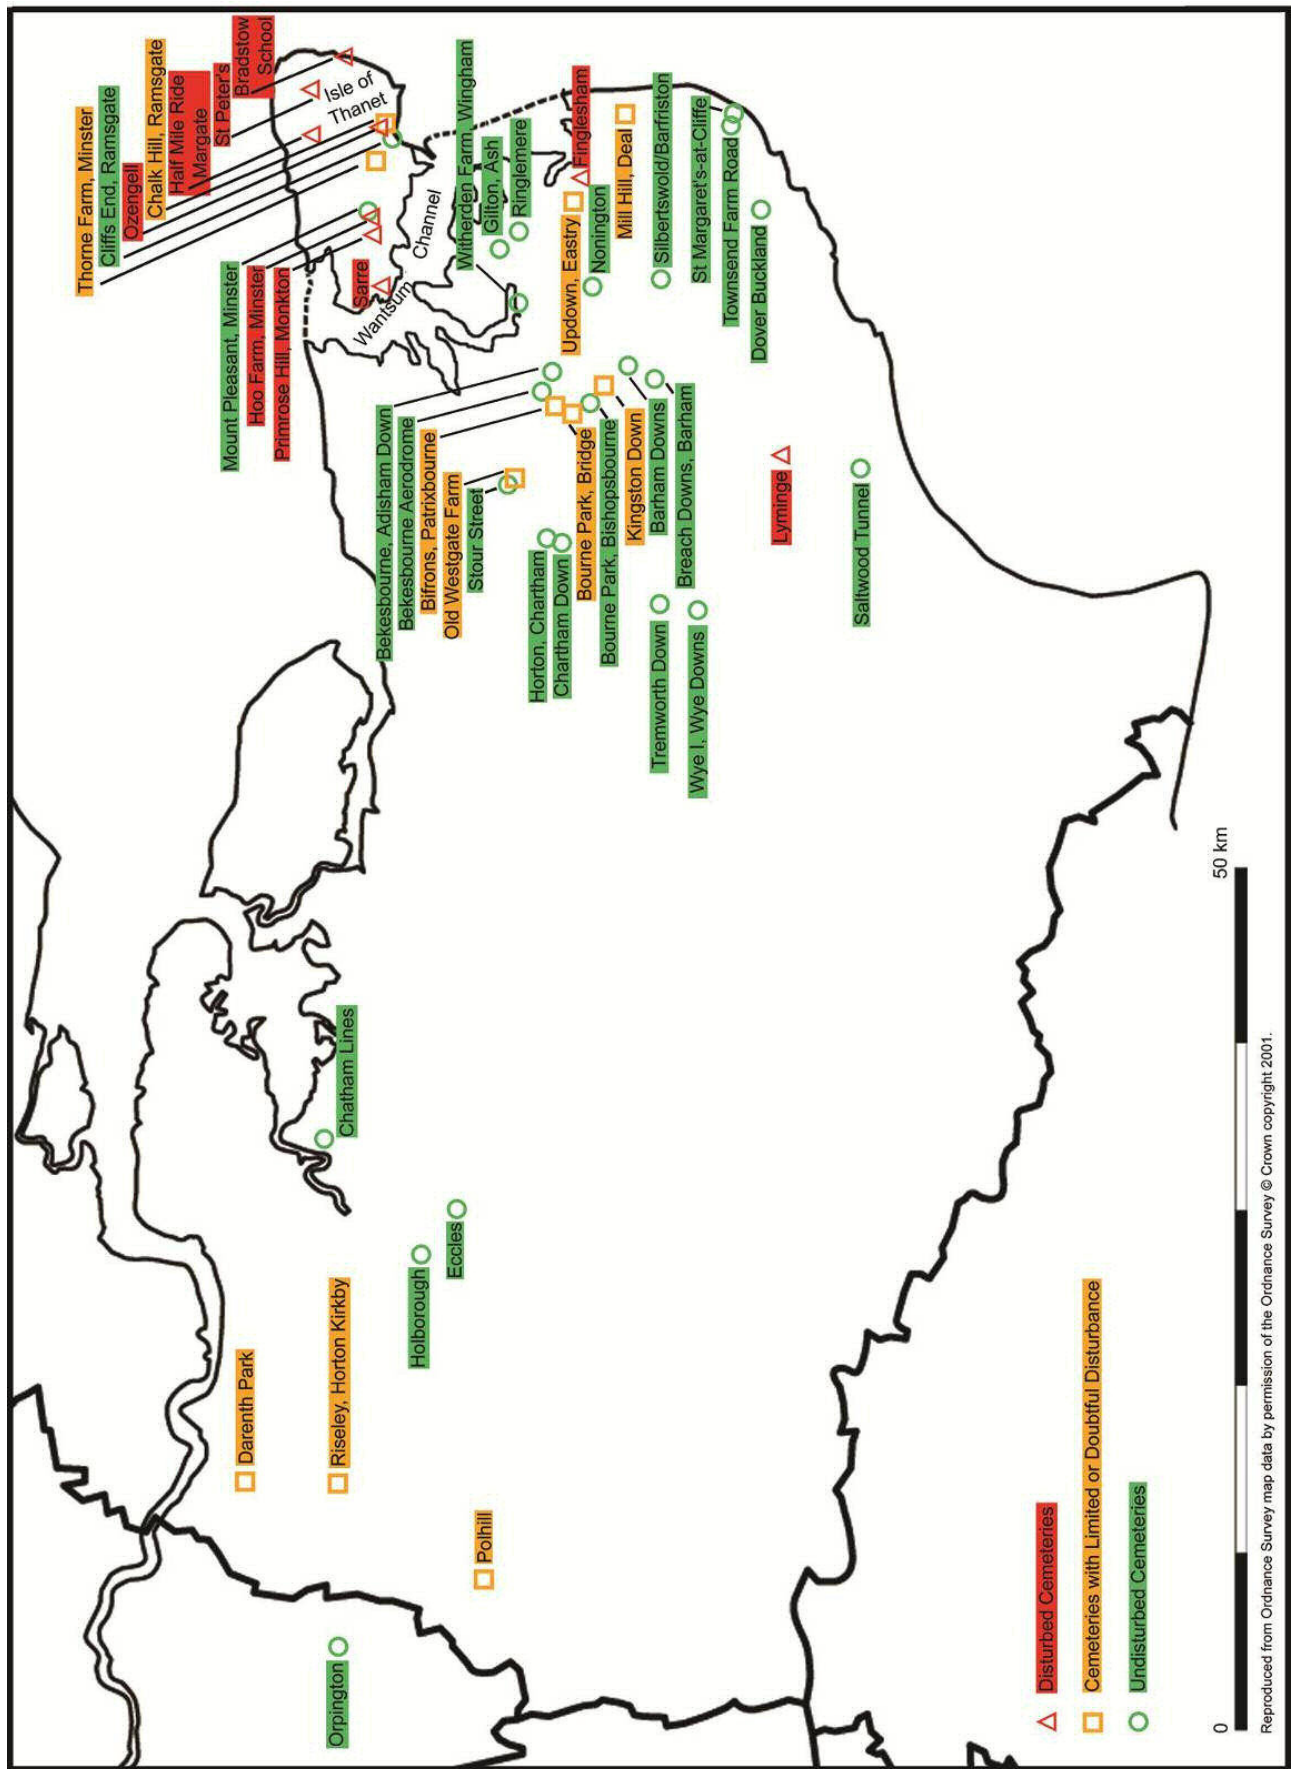 Thorne Farm, Minster
Cliffs End, Ramsgate
Ozengell
Chalk Hill, Ramsgate
Half Mile Ride
Margate
St Peter's
Bradstow
School
Isle of
Thanet
Mount Pleasant, Minster
Hoo Farm, Minster
Primrose Hill, Monkton
Sarre
Wantsum
Channel
Witherden Farm, Wingham
Gilton, Ash
Ringlemere
Finglesham
Updown, Eastry
Nonington
Mill Hill, Deal
Silbertswold/Barfriston
St Margaret's-at-Cliffe
Townsend Farm Road
Dover Buckland
Bekesbourne, Adisham Down
Bekesbourne Aerodrome
Bifrons, Patrixbourne
Old Westgate Farm
Stour Street
Horton, Chartham
Chartham Down
Bourne Park, Bridge
Bourne Park, Bishopsbourne
Kingston Down
Barham Downs
Breach Downs, Barham
Tremworth Down
Wye I, Wye Downs
Lyminge
Saltwood Tunnel
Chatham Lines
Holborough
Eccles
Darenth Park
Riseley, Horton Kirkby
Polhill
Orpington
Disturbed Cemeteries
Cemeteries with Limited or Doubtful Disturbance
Undisturbed Cemeteries
0
50 km
Reproduced from Ordnance Survey map data by permission of the Ordnance Survey © Crown copyright 2001.